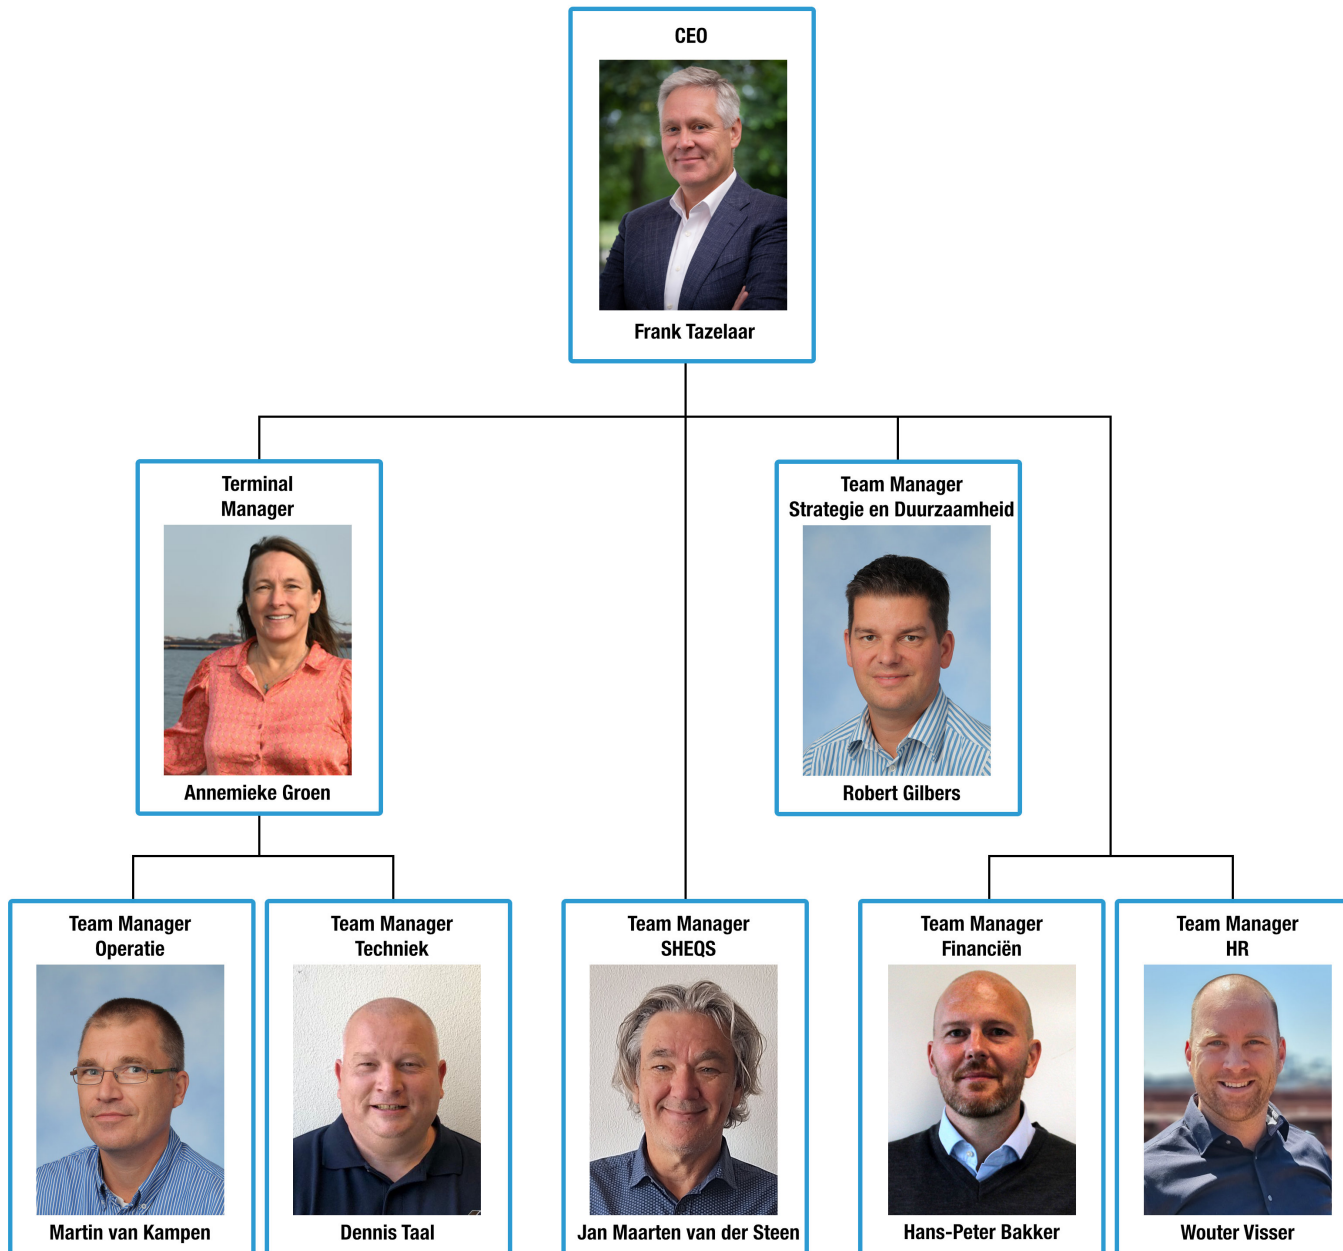 CEO
Frank Tazelaar
Terminal
Manager
Annemieke Groen
Team Manager
Strategie en Duurzaamheid
Robert Gilbers
Team Manager
Operatie
Martin van Kampen
Team Manager
Techniek
Dennis Taal
Team Manager
SHEQS
Jan Maarten van der Steen
Team Manager
Financiën
Hans-Peter Bakker
Team Manager
HR
Wouter Visser